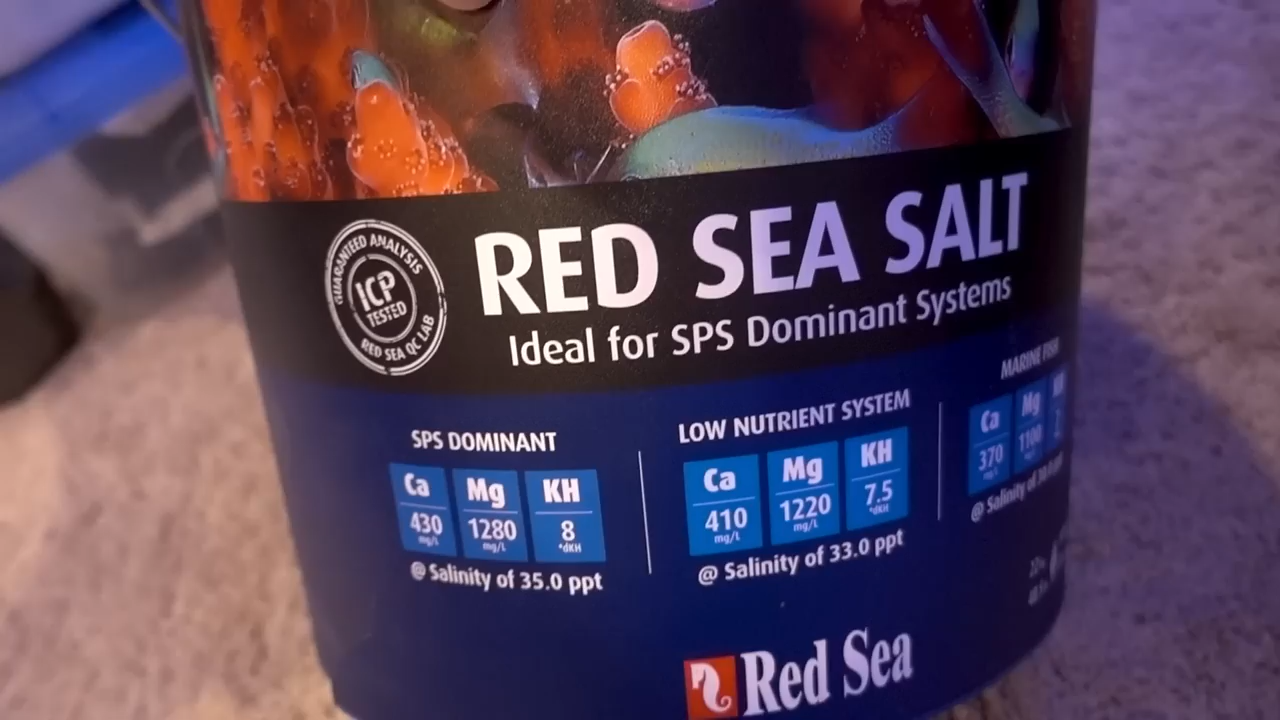 GUARANTEED ANALYSIS
ICP
TESTED
RED SEA QC LAB
RED SEA SALT
Ideal for SPS Dominant Systems
SPS DOMINANT
Ca Mg KH
430 1280 8
mg/L mg/L °dKH
@ Salinity of 35.0 ppt
LOW NUTRIENT SYSTEM
Ca Mg KH
410 1220 7.5
mg/L mg/L °dKH
@ Salinity of 33.0 ppt
MARINE
Ca Mg
370 1100
mg/L
@ Salinity of
Red Sea